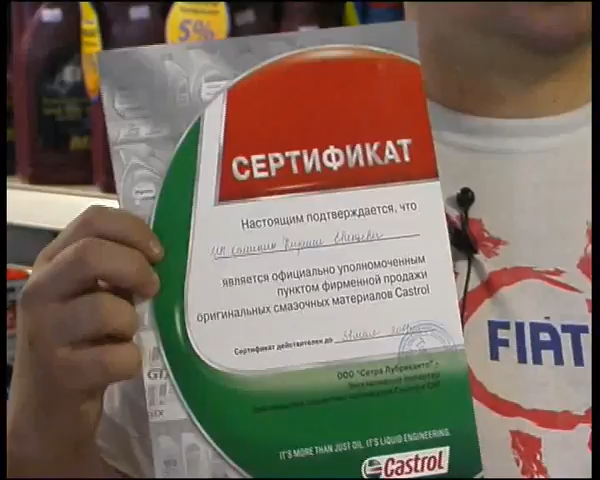 5%
СЕРТИФИКАТ
Настоящим подтверждается, что
является официально уполномоченным
пунктом фирменной продажи
оригинальных смазочных материалов Castrol
Сертификат действителен до
ООО "Сетра Лубрикантс" -
IT'S MORE THAN JUST OIL. IT'S LIQUID ENGINEERING.
Castrol
FIAT